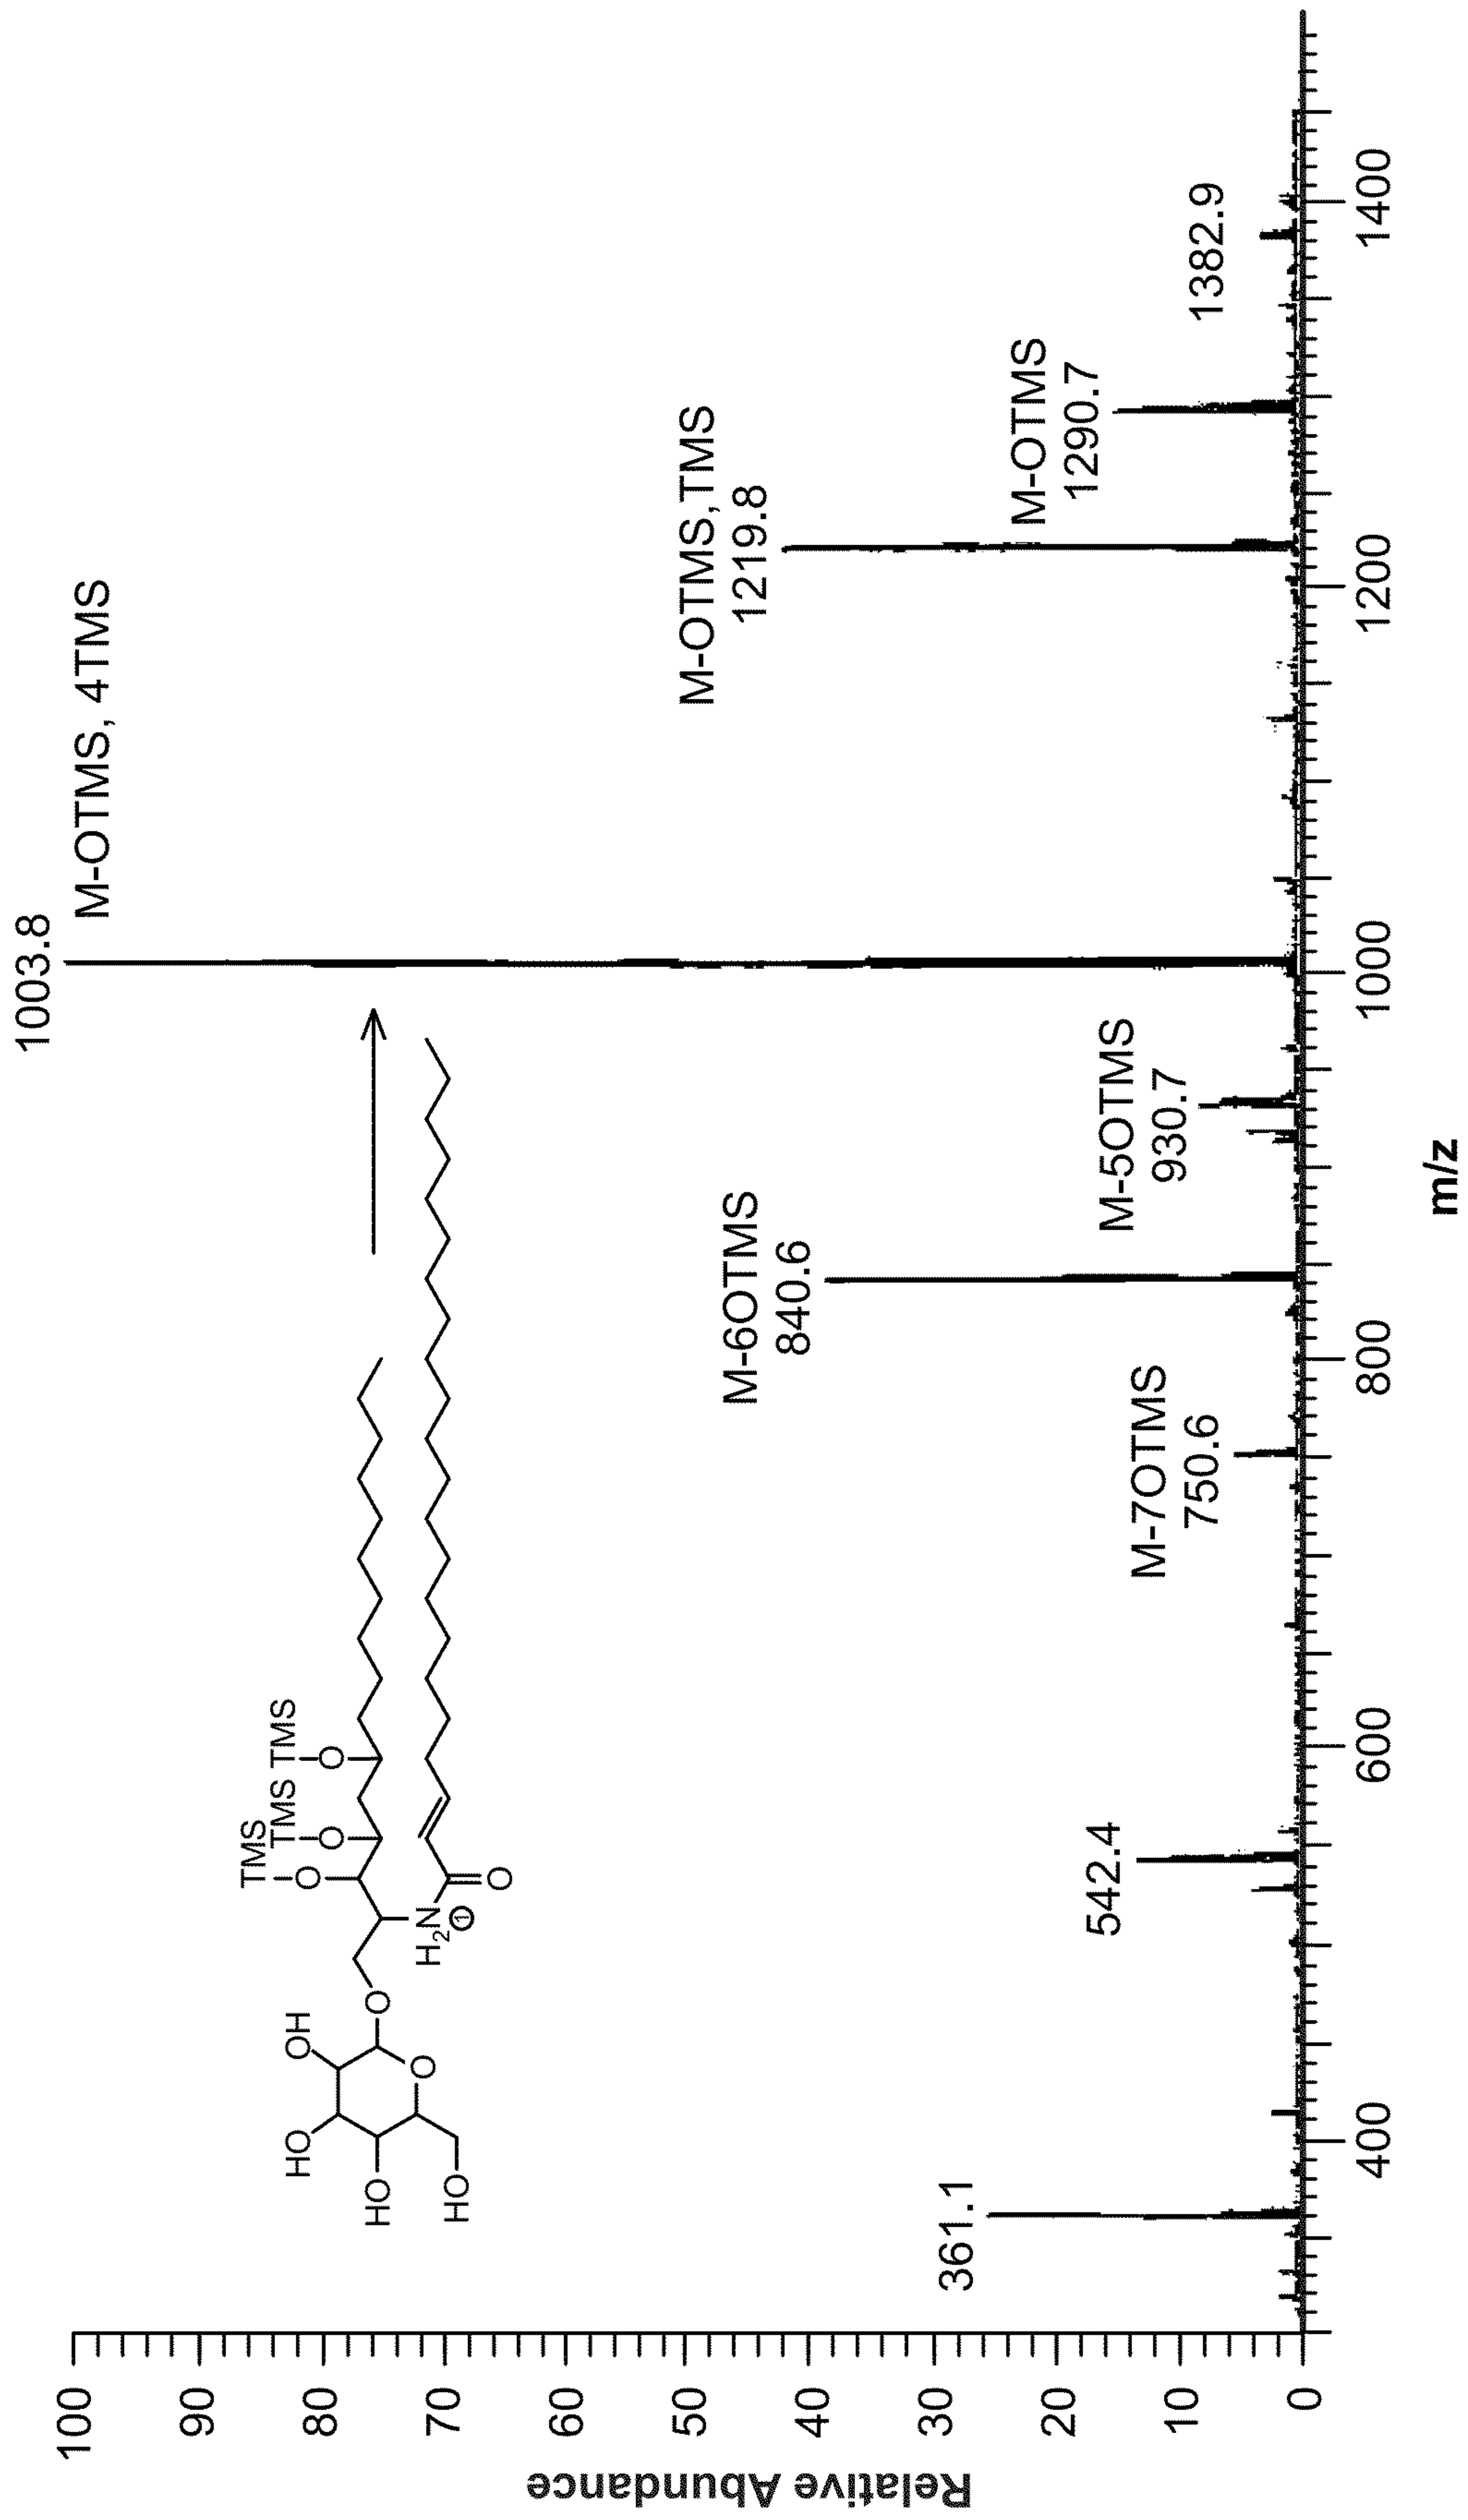 Relative Abundance
100
90
80
70
60
50
40
30
20
10
0
1003.8
M-OTMS, 4TMS
M-OTMS,TMS
1219.8
M-OTMS
1290.7
1382.9
M-6OTMS
840.6
M-5OTMS
930.7
M-7OTMS
750.6
542.4
361.1
TMS
TMS TMS
O
O
O
OH
HO
HO
HO
O
O
H2N
1
O
400
600
800
1000
1200
1400
m/z